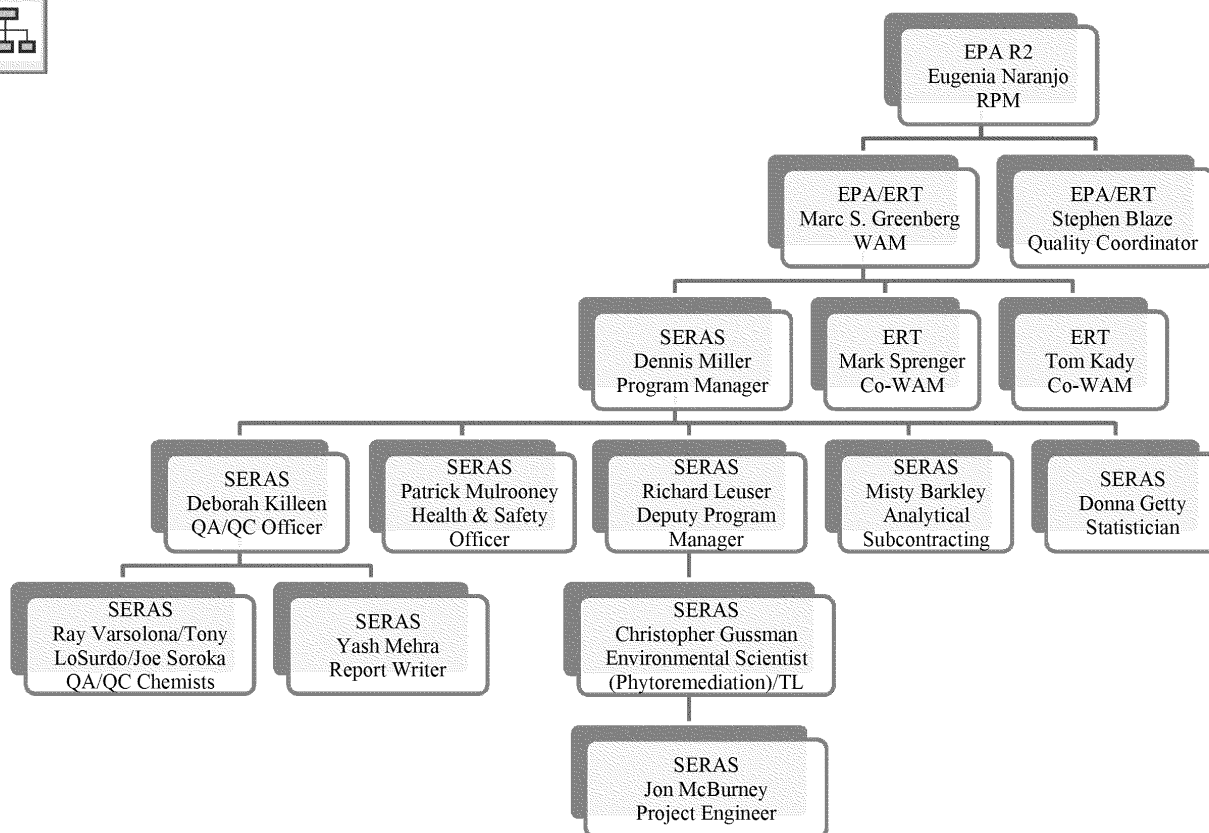 EPA R2
Eugenia Naranjo
RPM
EPA/ERT
Marc S. Greenberg
WAM
EPA/ERT
Stephen Blaze
Quality Coordinator
SERAS
Dennis Miller
Program Manager
ERT
Mark Sprenger
Co-WAM
ERT
Tom Kady
Co-WAM
SERAS
Deborah Killeen
QA/QC Officer
SERAS
Patrick Mulrooney
Health & Safety
Officer
SERAS
Richard Leuser
Deputy Program
Manager
SERAS
Misty Barkley
Analytical
Subcontracting
SERAS
Donna Getty
Statistician
SERAS
Ray Varsolona/Tony
LoSurdo/Joe Soroka
QA/QC Chemists
SERAS
Yash Mehra
Report Writer
SERAS
Christopher Gussman
Environmental Scientist
(Phytoremediation)/TL
SERAS
Jon McBurney
Project Engineer